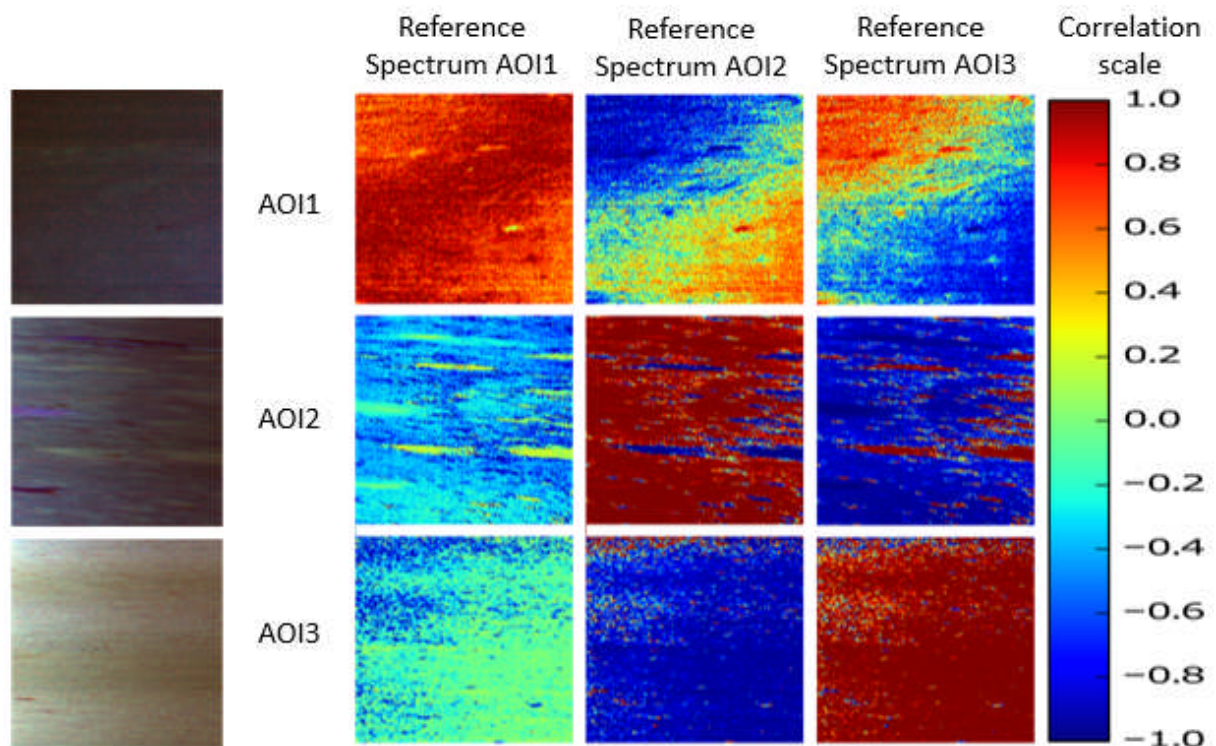 Reference
Spectrum AOI1
Reference
Spectrum AOI2
Reference
Spectrum AOI3
Correlation
scale
AOI1
AOI2
AOI3
1.0
0.8
0.6
0.4
0.2
0.0
−0.2
−0.4
−0.6
−0.8
−1.0